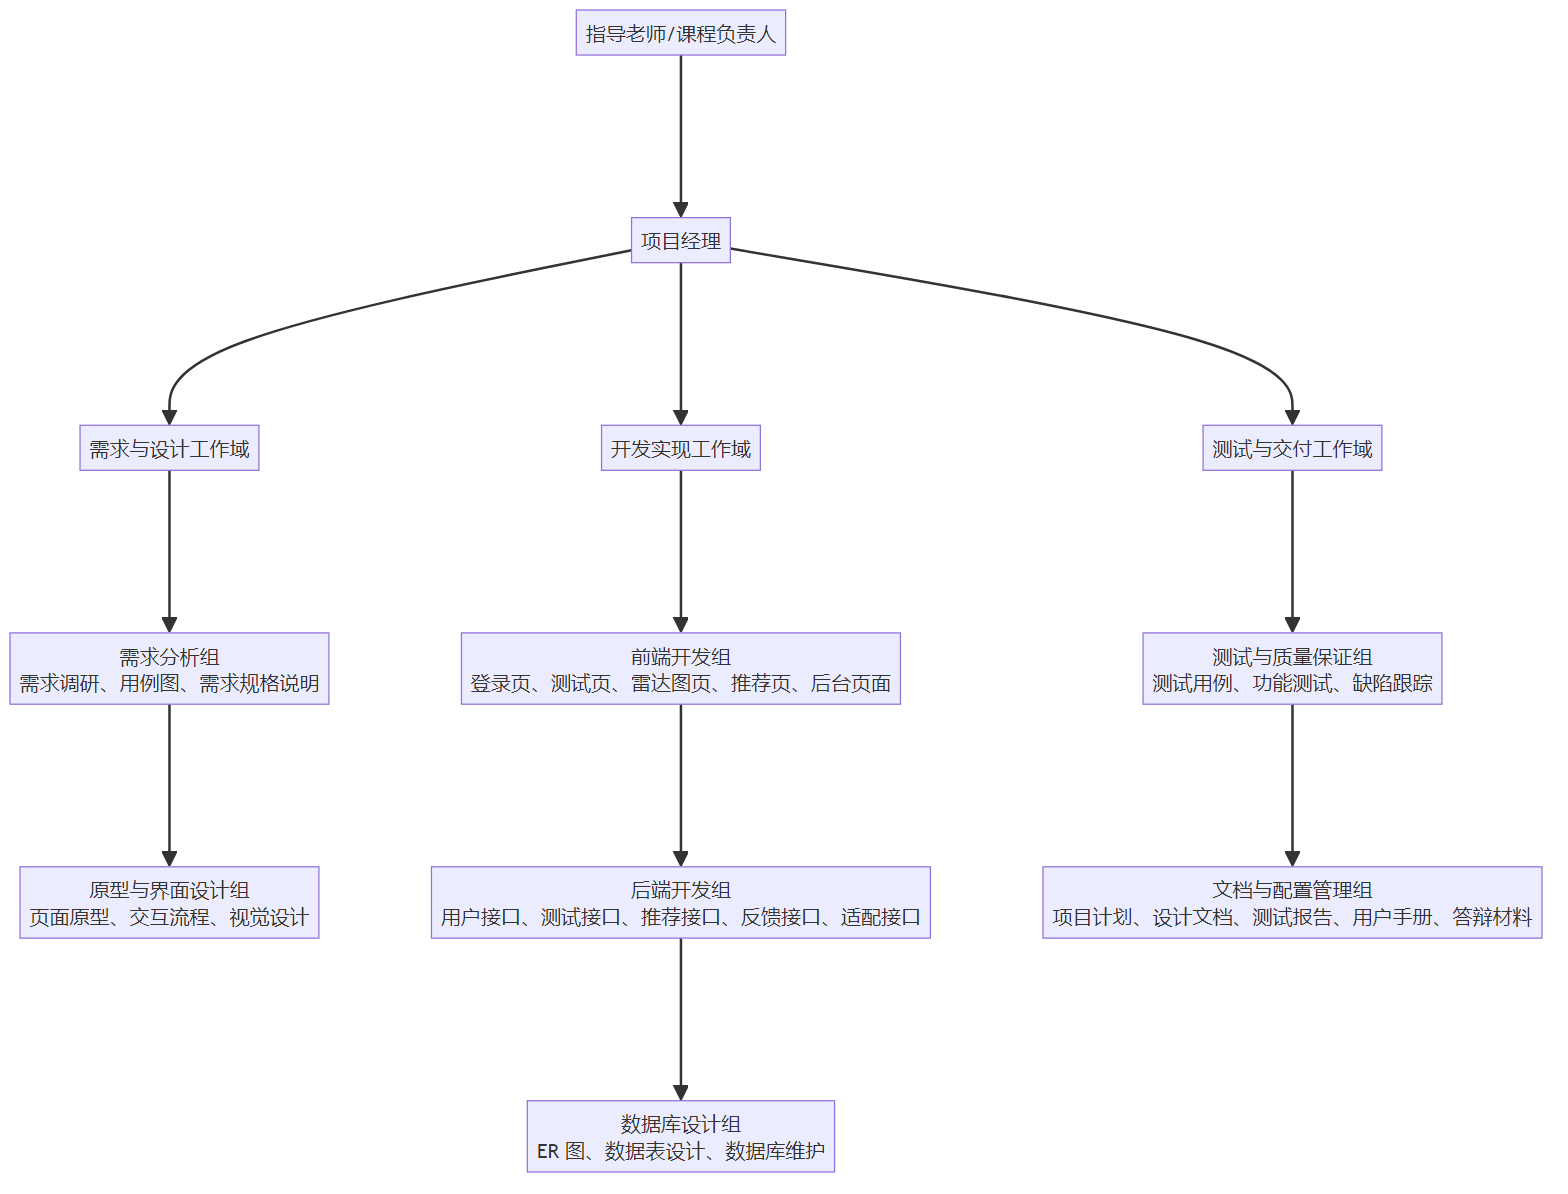 指导老师/课程负责人
项目经理
需求与设计工作域
开发实现工作域
测试与交付工作域
需求分析组
需求调研、用例图、需求规格说明
前端开发组
登录页、测试页、雷达图页、推荐页、后台页面
测试与质量保证组
测试用例、功能测试、缺陷跟踪
原型与界面设计组
页面原型、交互流程、视觉设计
后端开发组
用户接口、测试接口、推荐接口、反馈接口、适配接口
文档与配置管理组
项目计划、设计文档、测试报告、用户手册、答辩材料
数据库设计组
ER 图、数据表设计、数据库维护